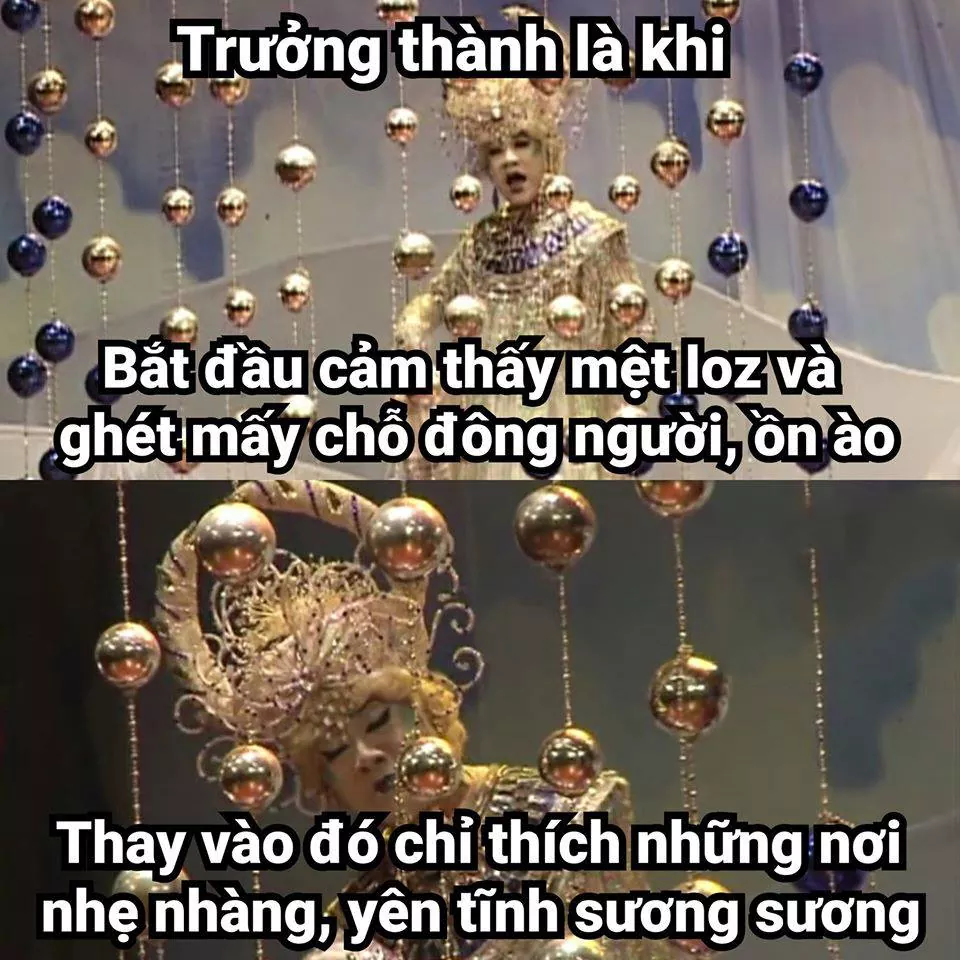 Trưởng thành là khi
Bắt đầu cảm thấy mệt loz và
ghét mấy chỗ đông người, ồn ào
Thay vào đó chỉ thích những nơi
nhẹ nhàng, yên tĩnh sương sương